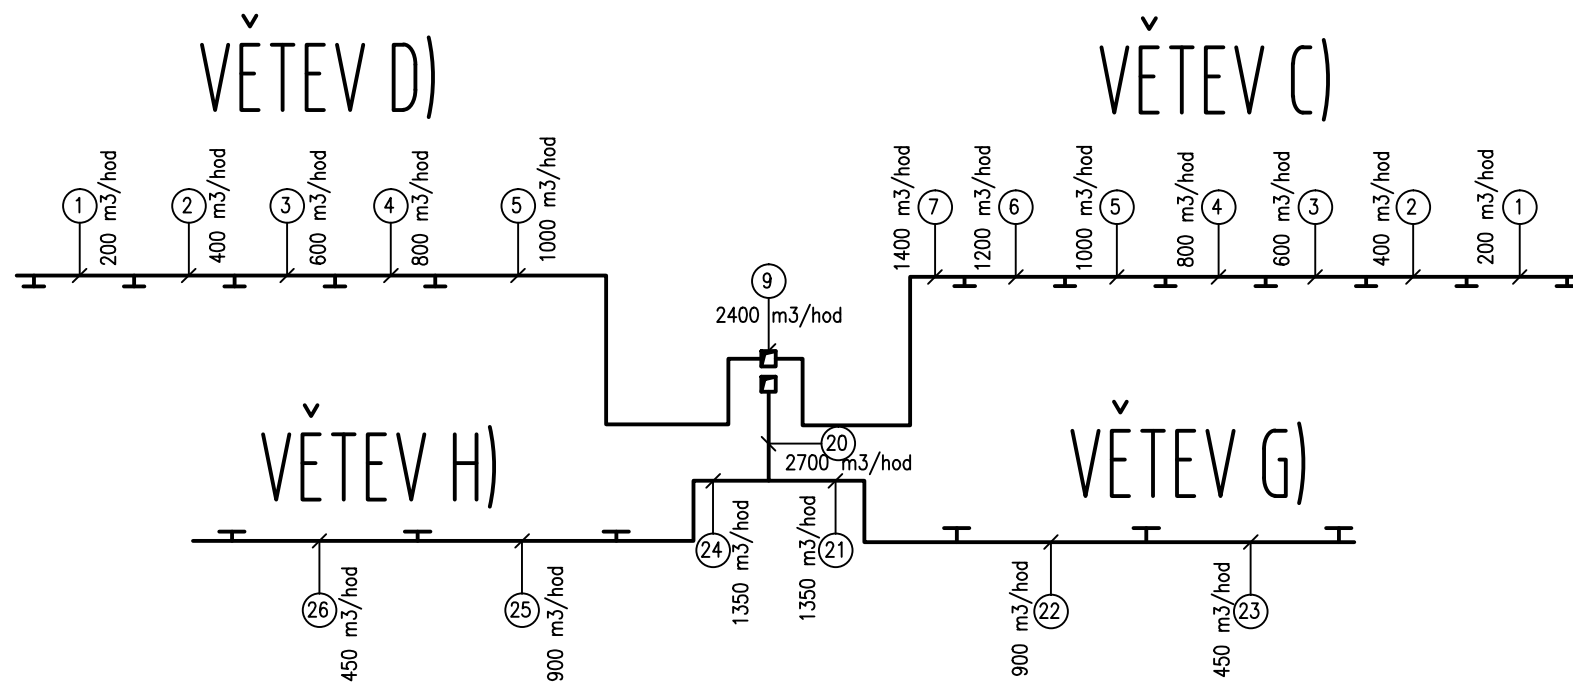 VĚTEV D)
VĚTEV C)
1 200 m3/hod
2 400 m3/hod
3 600 m3/hod
4 800 m3/hod
5 1000 m3/hod
1400 m3/hod 7
1200 m3/hod 6
1000 m3/hod 5
800 m3/hod 4
600 m3/hod 3
400 m3/hod 2
200 m3/hod 1
9
2400 m3/hod
VĚTEV H)
VĚTEV G)
20
2700 m3/hod
24 1350 m3/hod
1350 m3/hod 21
26 450 m3/hod
25 900 m3/hod
900 m3/hod 22
450 m3/hod 23